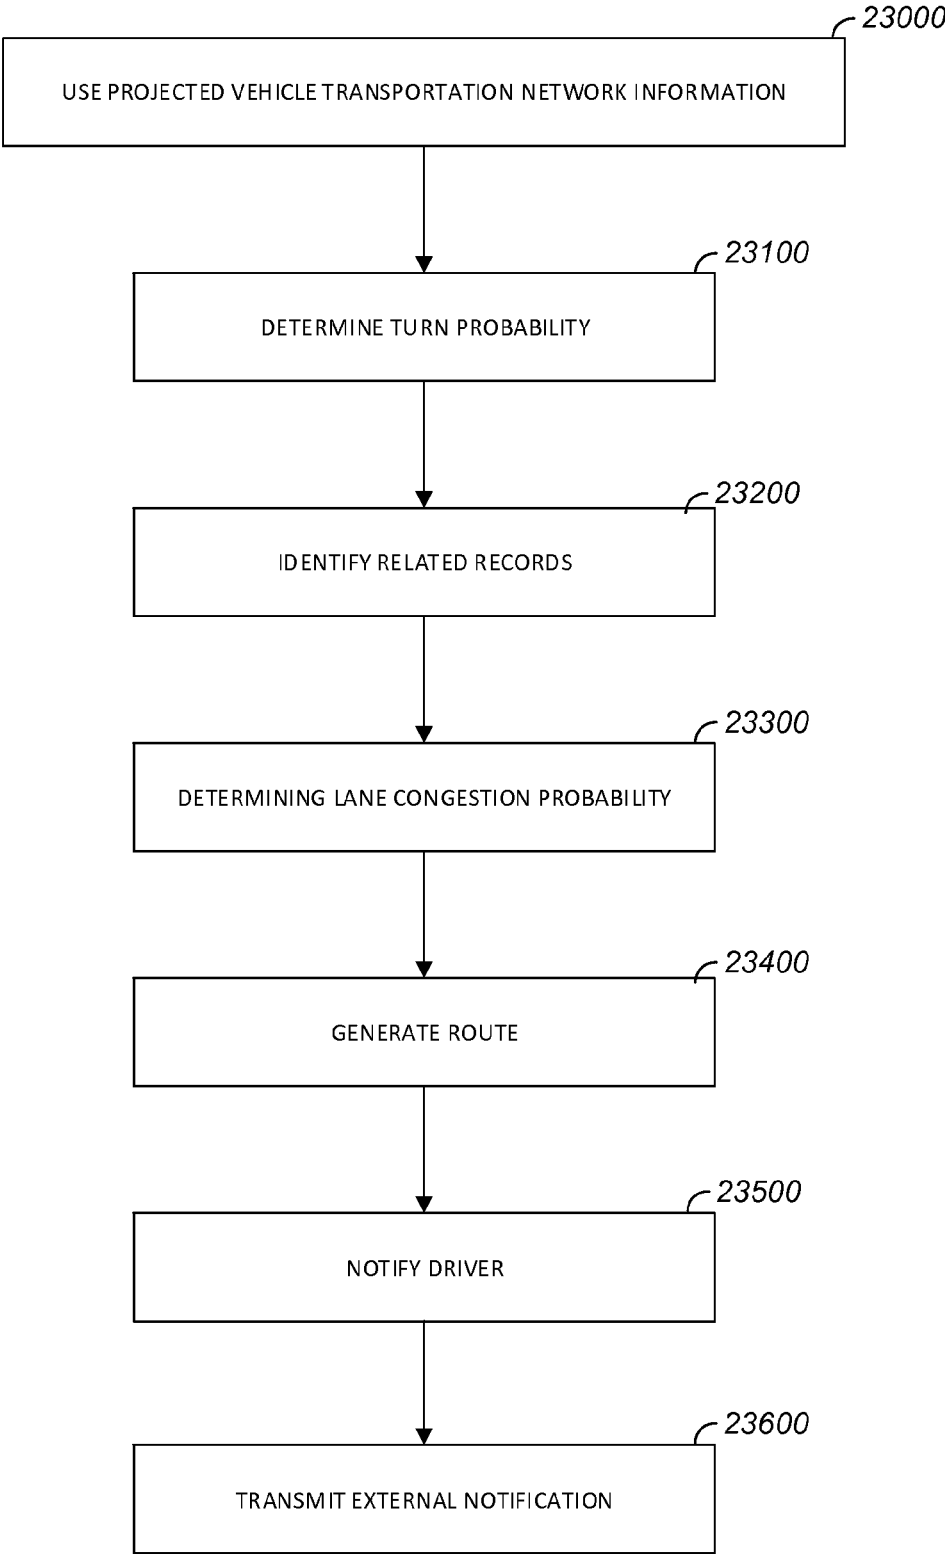 23000
USE PROJECTED VEHICLE TRANSPORTATION NETWORK INFORMATION
23100
DETERMINE TURN PROBABILITY
23200
IDENTIFY RELATED RECORDS
23300
DETERMINING LANE CONGESTION PROBABILITY
23400
GENERATE ROUTE
23500
NOTIFY DRIVER
23600
TRANSMIT EXTERNAL NOTIFICATION